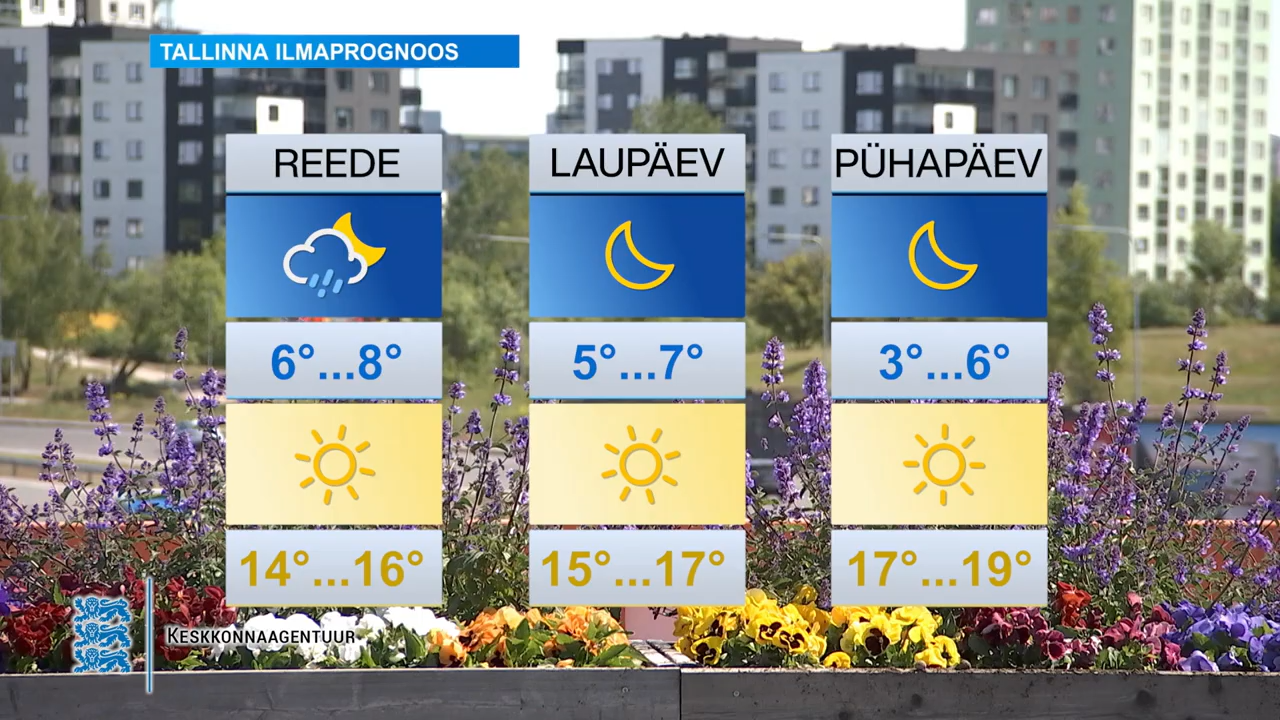 TALLINNA ILMAPROGNOOS
REEDE
6°...8°
14°...16°
LAUPÄEV
5°...7°
15°...17°
PÜHAPÄEV
3°...6°
17°...19°
KESKKONNAAGENTUUR